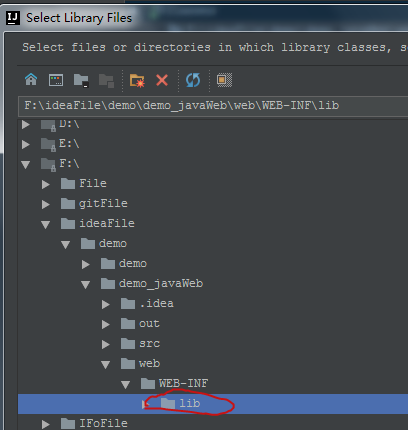 Select Library Files
Select files or directories in which library classes, s
F:\ideaFile\demo\demo_javaWeb\web\WEB-INF\lib
D:\
E:\
F:\
File
gitFile
ideaFile
demo
demo
demo_javaWeb
.idea
out
src
web
WEB-INF
lib
IFoFile